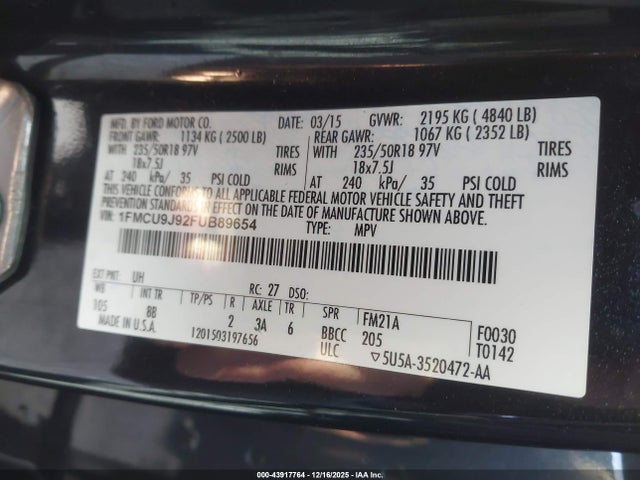 MFD. BY FORD MOTOR CO.
DATE: 03/15 GVWR: 2195 KG ( 4840 LB)
FRONT GAWR: 1134 KG ( 2500 LB) REAR GAWR: 1067 KG ( 2352 LB)
WITH 235/50R18 97V TIRES WITH 235/50R18 97V TIRES
18x7.5J RIMS 18x7.5J RIMS
AT 240 kPa/ 35 PSI COLD AT 240 kPa/ 35 PSI COLD
THIS VEHICLE CONFORMS TO ALL APPLICABLE FEDERAL MOTOR VEHICLE SAFETY AND THEFT
PREVENTION STANDARDS IN EFFECT ON THE DATE OF MANUFACTURE SHOWN ABOVE.
VIN: 1FMCU9J92FUB89654
TYPE: MPV
EXT PNT: UH RC: 27 DSO:
WB INT TR TP/PS R AXLE TR SPR
105 8B 2 3A 6 BBCC FM21A F0030
MADE IN U.S.A. 1201503197656 ULC 205 T0142
▽5U5A-3520472-AA
000-43917764 | 12/16/2025 - IAA Inc.